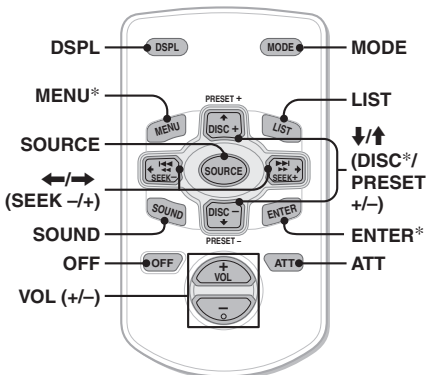 DSPL
MENU*
SOURCE
←/→
(SEEK –/+)
SOUND
OFF
VOL (+/–)
DSPL
MODE
PRESET +
MENU
DISC +
LIST
SEEK–
SOURCE
SEEK+
SOUND
DISC –
ENTER
PRESET –
OFF
+
VOL
–
ATT
MODE
LIST
↓/↑
(DISC*/
PRESET
+/–)
ENTER*
ATT